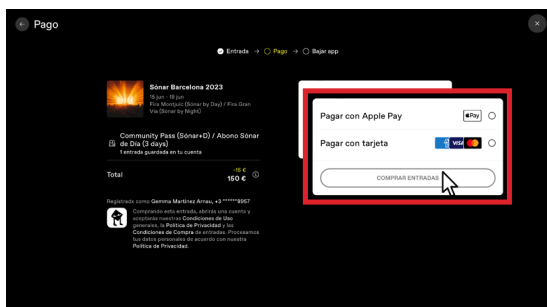 Pago
Entrada → Pago → Bajar app
Sónar Barcelona 2023
15 jun - 18 jun
Fira Montjuïc (Sónar by Day) / Fira Gran
Via (Sónar by Night)
Community Pass (Sónar+D) / Abono Sónar
de Día (3 days)
1 entrada guardada en tu cuenta
Total
-15 €
150 €
Registradx como Gemma Martínez Arnau, +3 ******8957
Comprando esta entrada, abrirás una cuenta y
aceptarás nuestras Condiciones de Uso
generales, la Política de Privacidad y las
Condiciones de Compra de entradas. Procesamos
tus datos personales de acuerdo con nuestra
Política de Privacidad.
Pagar con Apple Pay
Pay
Pagar con tarjeta
VISA
COMPRAR ENTRADAS